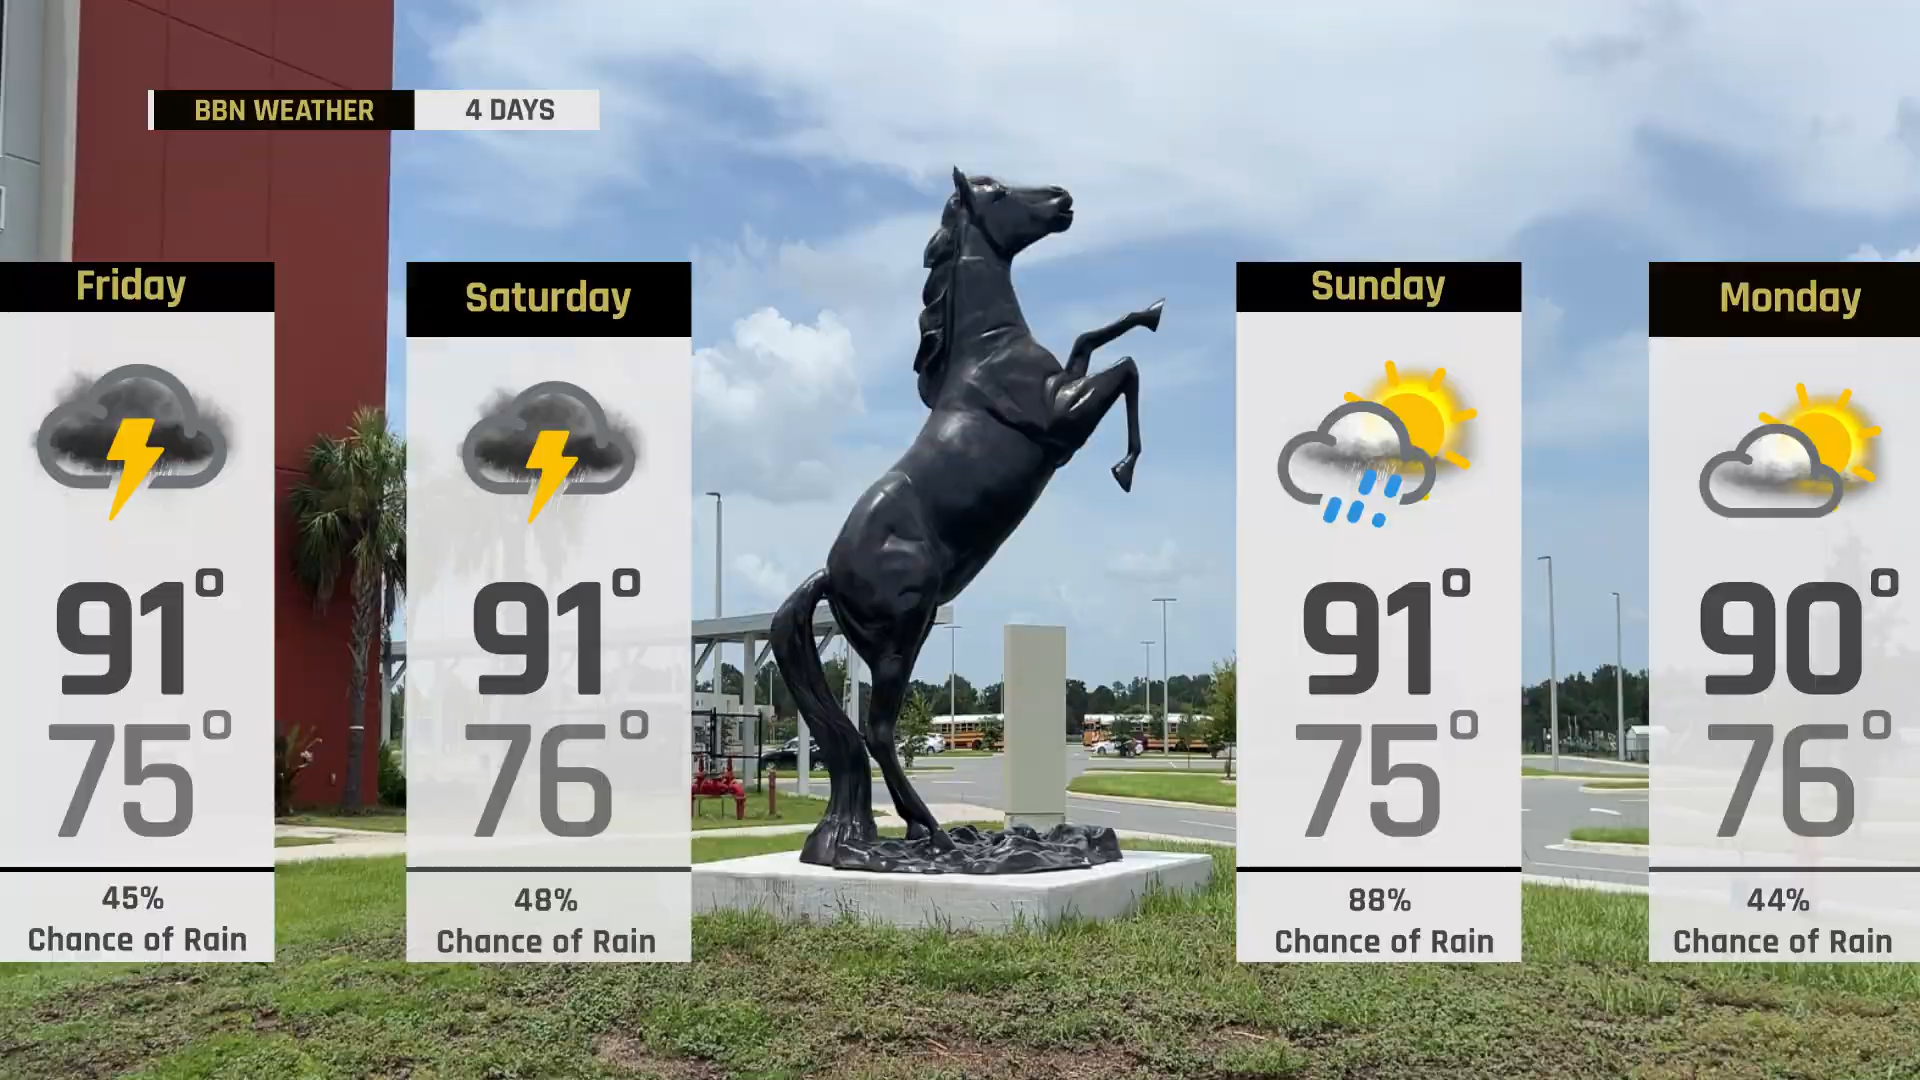 BBN WEATHER
4 DAYS
Friday
91°
75°
45%
Chance of Rain
Saturday
91°
76°
48%
Chance of Rain
Sunday
91°
75°
88%
Chance of Rain
Monday
90°
76°
44%
Chance of Rain